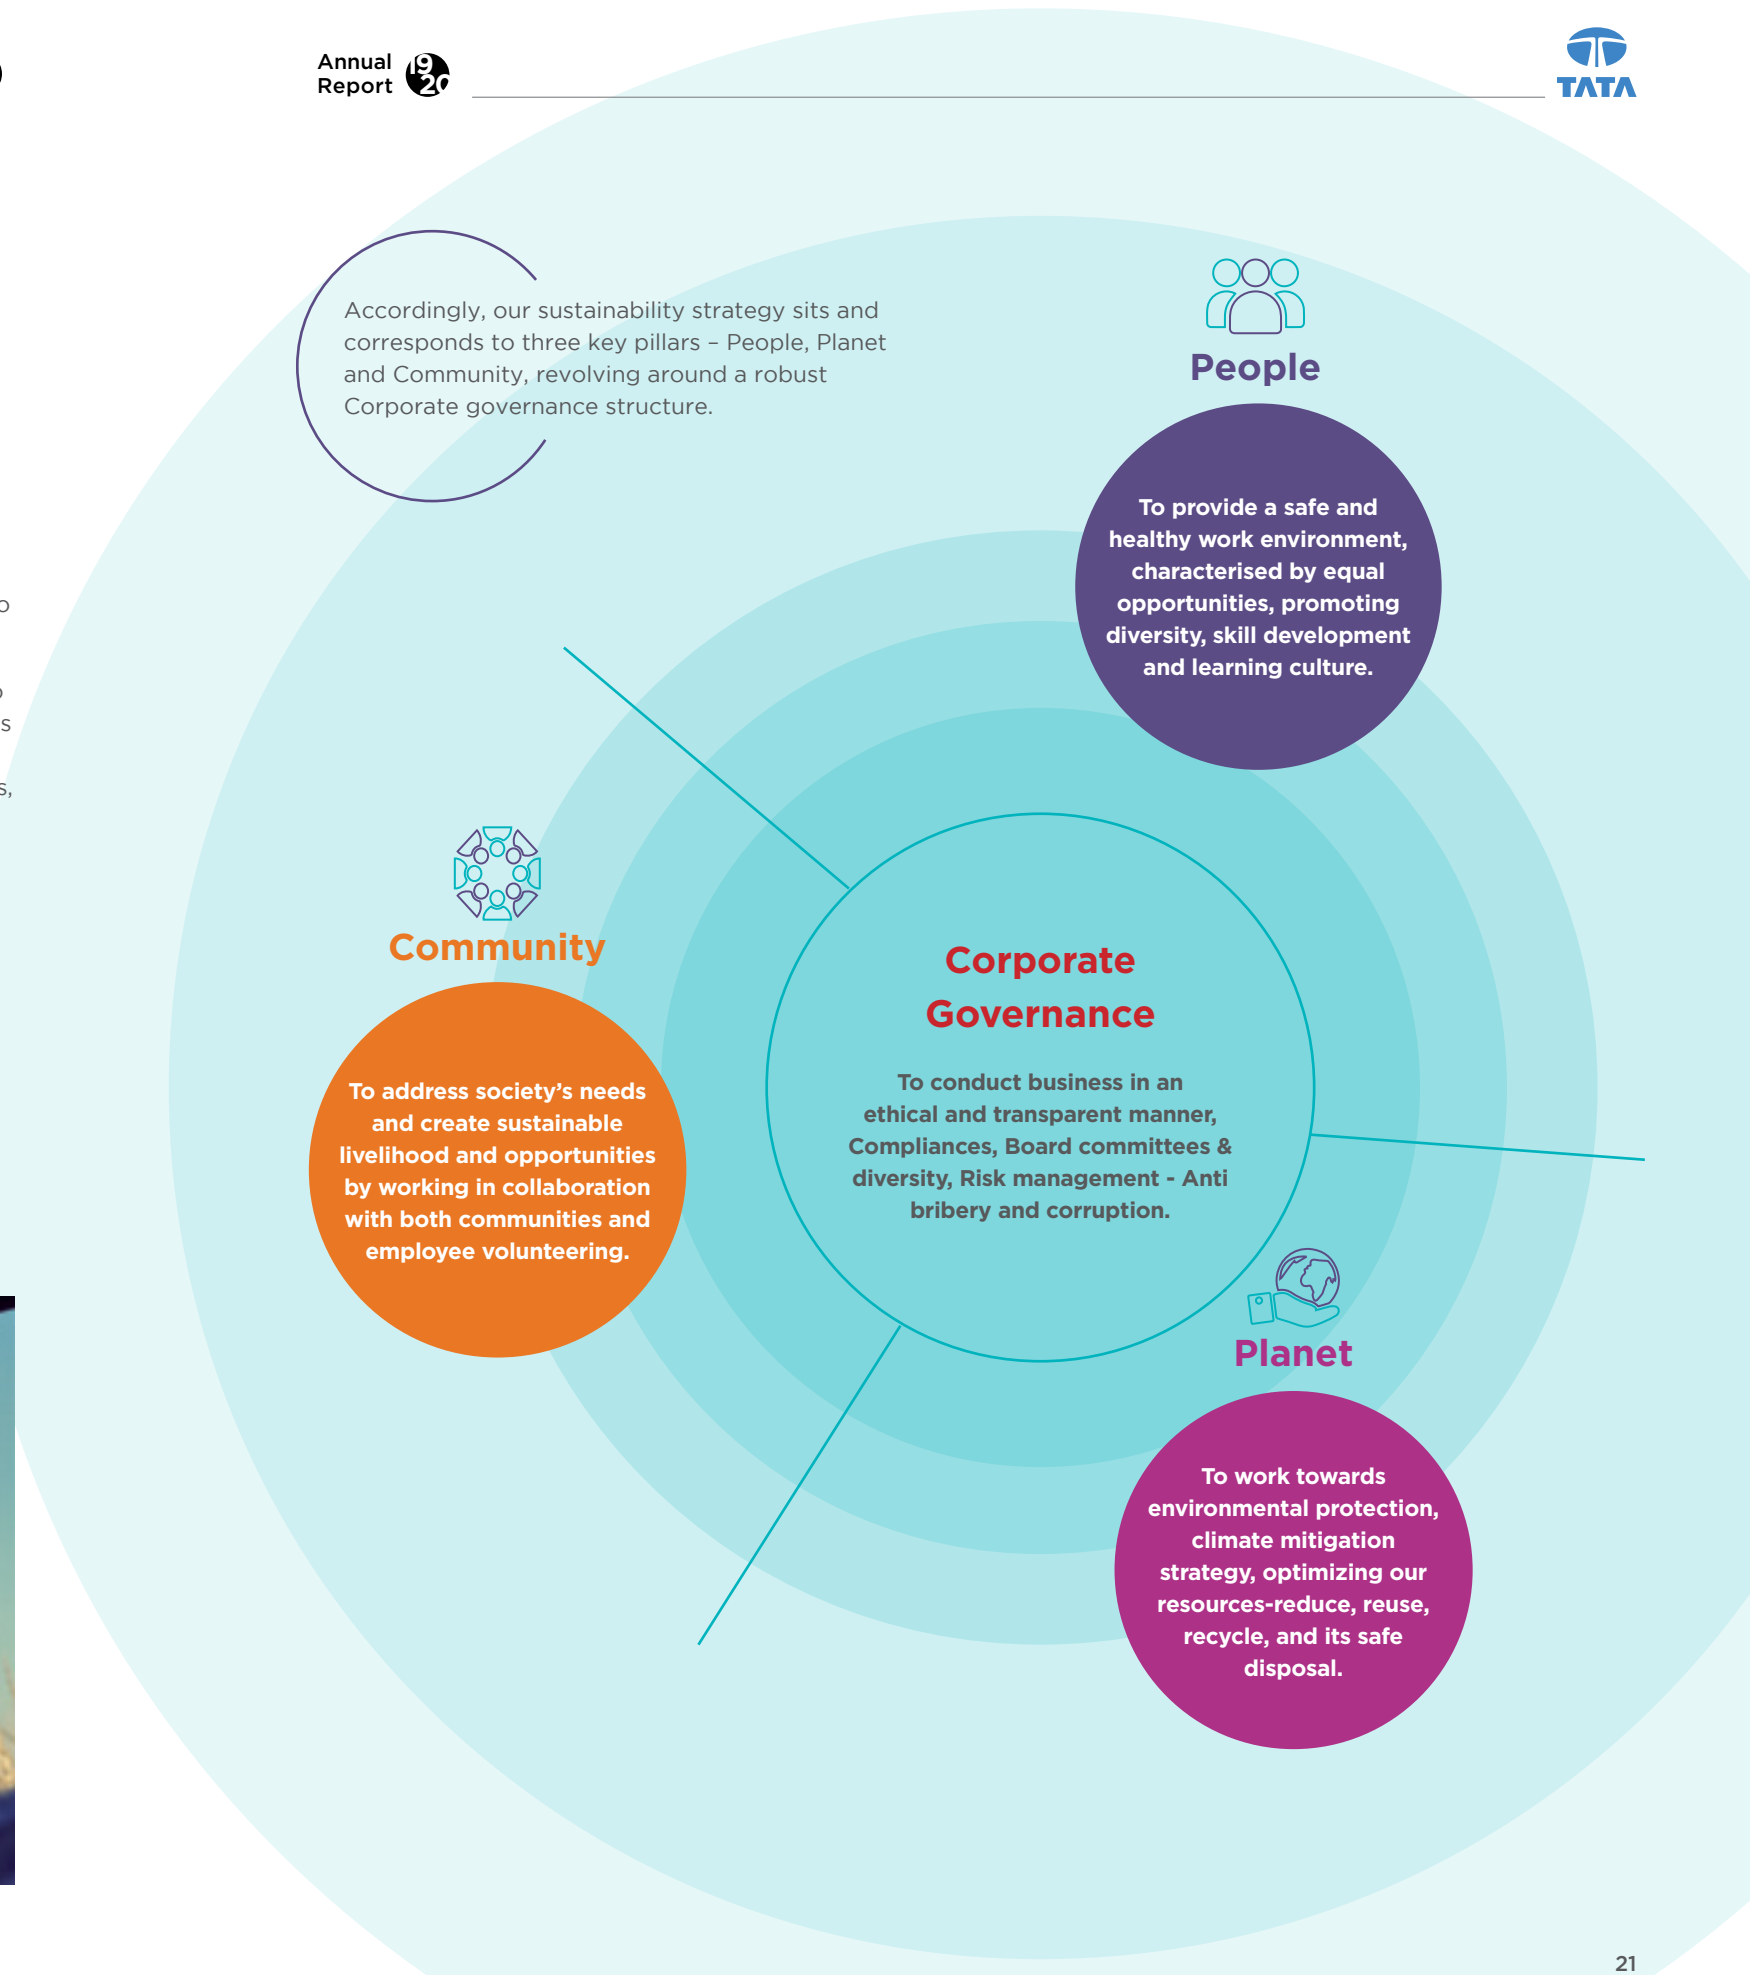 Annual
Report
19
20
TATA
Accordingly, our sustainability strategy sits and
corresponds to three key pillars – People, Planet
and Community, revolving around a robust
Corporate governance structure.
People
To provide a safe and
healthy work environment,
characterised by equal
opportunities, promoting
diversity, skill development
and learning culture.
Community
To address society’s needs
and create sustainable
livelihood and opportunities
by working in collaboration
with both communities and
employee volunteering.
Corporate
Governance
To conduct business in an
ethical and transparent manner,
Compliances, Board committees &
diversity, Risk management - Anti
bribery and corruption.
Planet
To work towards
environmental protection,
climate mitigation
strategy, optimizing our
resources-reduce, reuse,
recycle, and its safe
disposal.
21